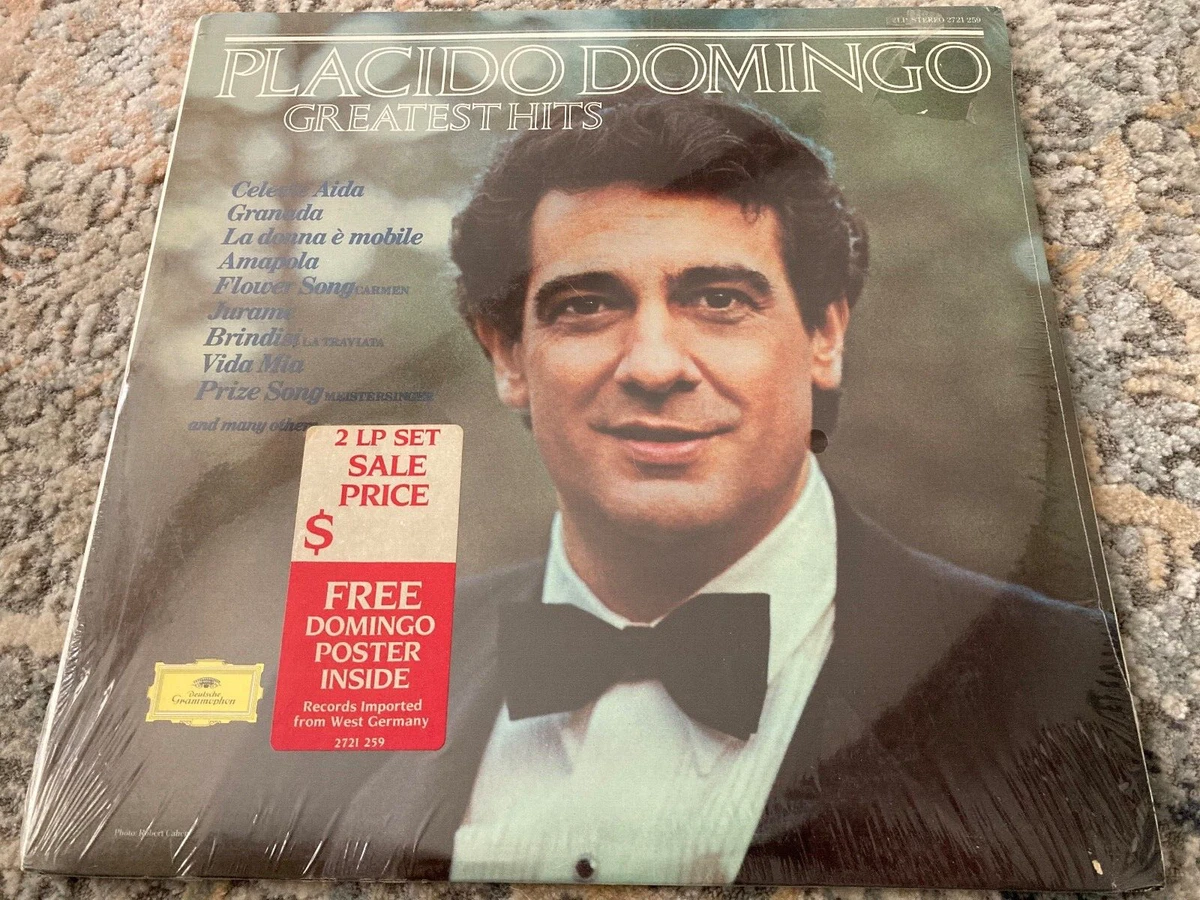 2 LP STEREO 2721 259
PLACIDO DOMINGO
GREATEST HITS
Celeste Aida
Granada
La donna è mobile
Amapola
Flower Song CARMEN
Jurame
Brindisi LA TRAVIATA
Vida Mia
Prize Song MEISTERSINGER
and many others
2 LP SET
SALE
PRICE
$
FREE
DOMINGO
POSTER
INSIDE
Records Imported
from West Germany
2721 259
Deutsche
Grammophon
Photo: Robert